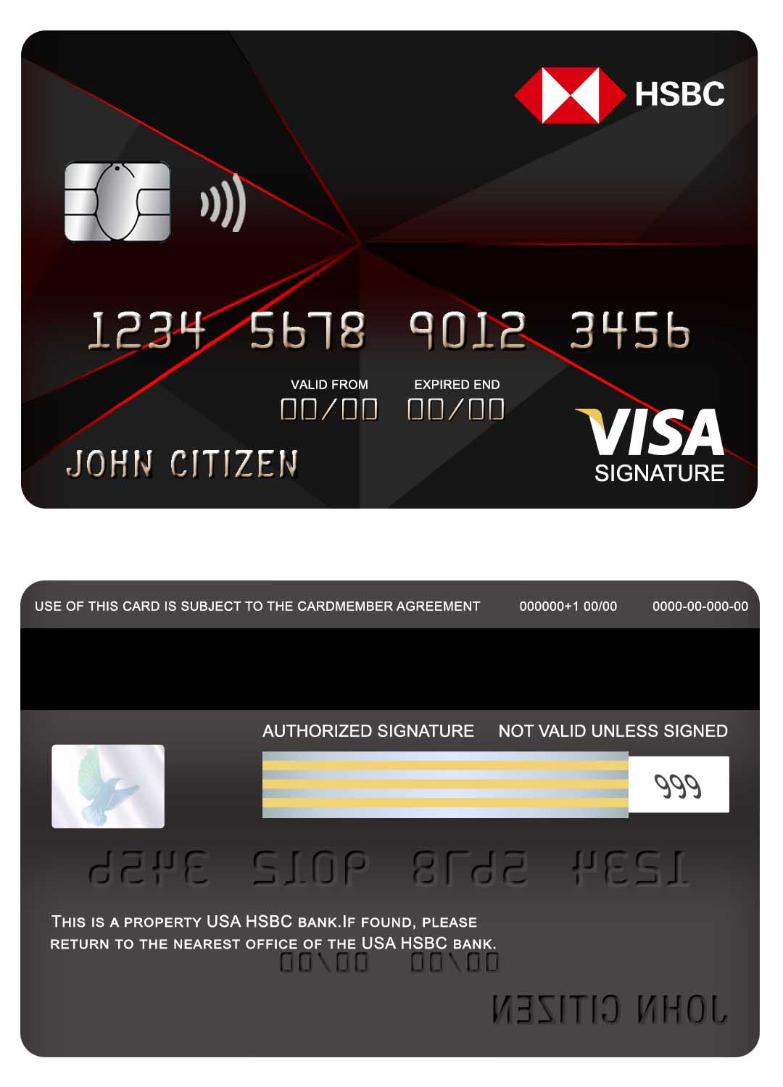 HSBC
1234 5678 9012 3456
VALID FROM EXPIRED END
00/00 00/00
VISA
JOHN CITIZEN
SIGNATURE
USE OF THIS CARD IS SUBJECT TO THE CARDMEMBER AGREEMENT 000000+1 00/00 0000-00-000-00
AUTHORIZED SIGNATURE NOT VALID UNLESS SIGNED
999
1234 5678 9012 3456
THIS IS A PROPERTY USA HSBC BANK.IF FOUND, PLEASE
RETURN TO THE NEAREST OFFICE OF THE USA HSBC BANK.
00/00 00/00
JOHN CITIZEN